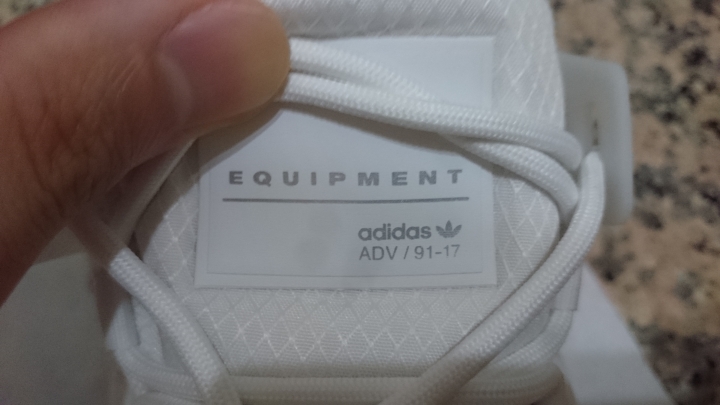 EQUIPMENT
adidas
ADV / 91-17